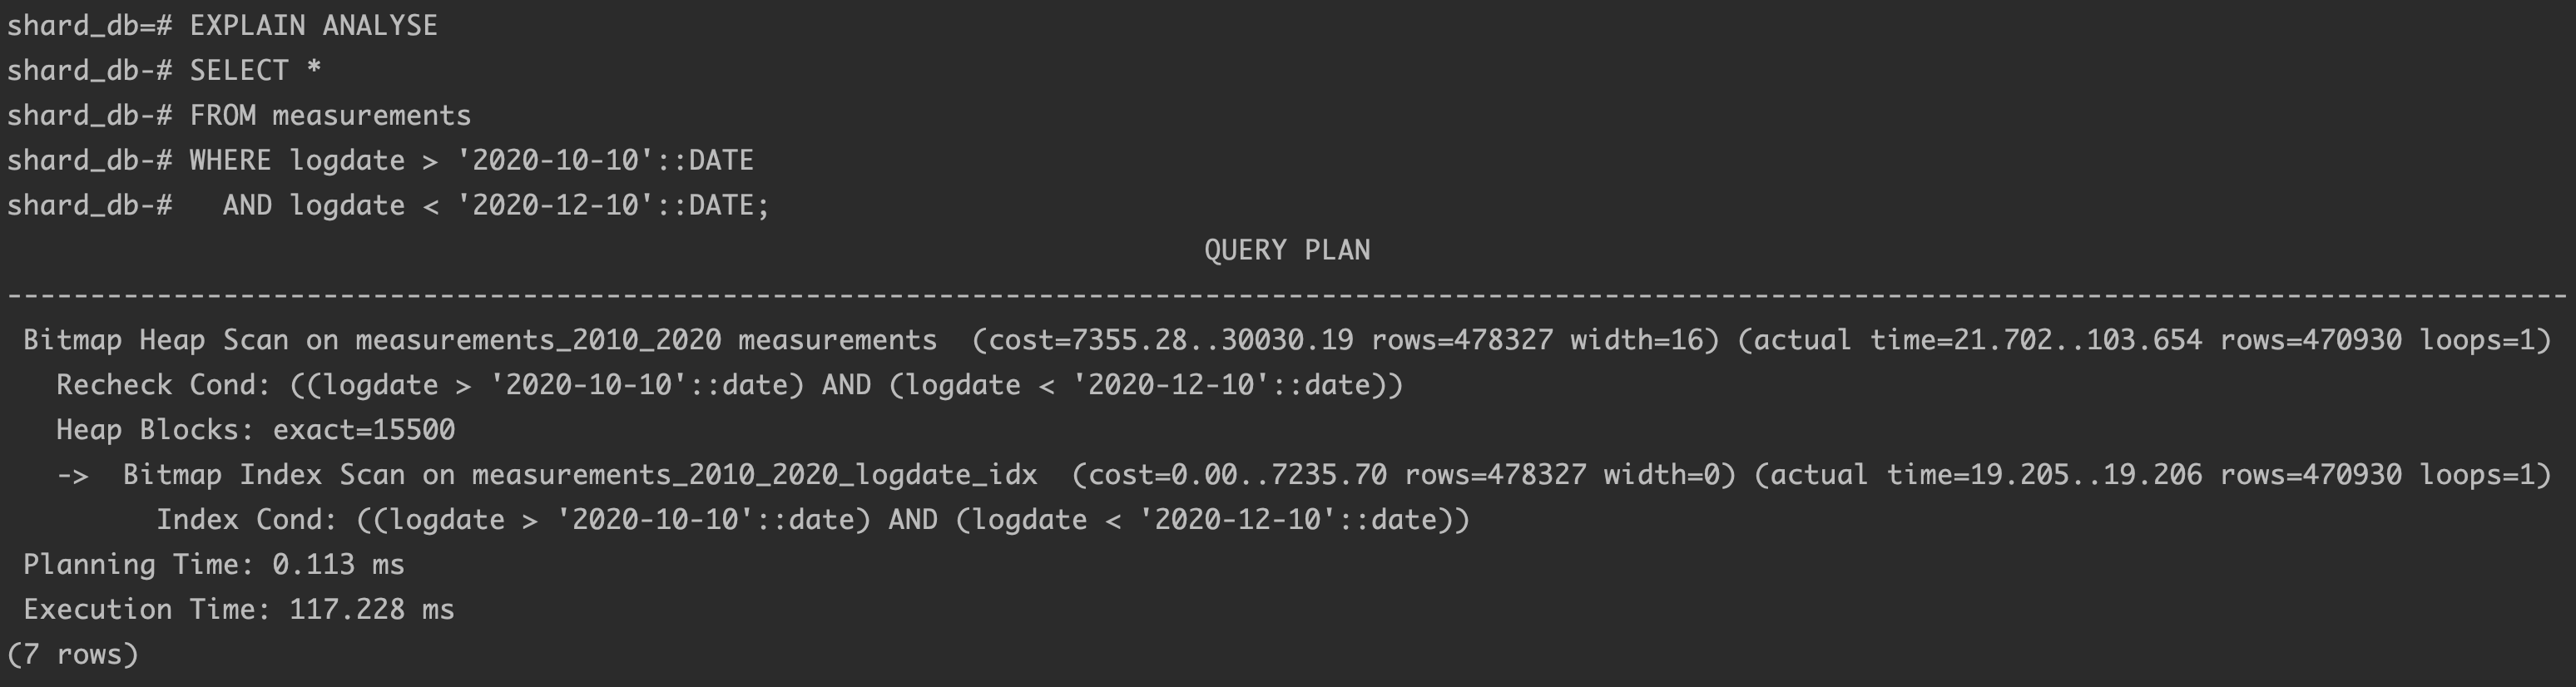 shard_db=# EXPLAIN ANALYSE
shard_db-# SELECT *
shard_db-# FROM measurements
shard_db-# WHERE logdate > '2020-10-10'::DATE
shard_db-#   AND logdate < '2020-12-10'::DATE;
QUERY PLAN
----------------------------------------------------------------------------------------------------------------------------------------------------------
Bitmap Heap Scan on measurements_2010_2020 measurements  (cost=7355.28..30030.19 rows=478327 width=16) (actual time=21.702..103.654 rows=470930 loops=1)
Recheck Cond: ((logdate > '2020-10-10'::date) AND (logdate < '2020-12-10'::date))
Heap Blocks: exact=15500
->  Bitmap Index Scan on measurements_2010_2020_logdate_idx  (cost=0.00..7235.70 rows=478327 width=0) (actual time=19.205..19.206 rows=470930 loops=1)
Index Cond: ((logdate > '2020-10-10'::date) AND (logdate < '2020-12-10'::date))
Planning Time: 0.113 ms
Execution Time: 117.228 ms
(7 rows)